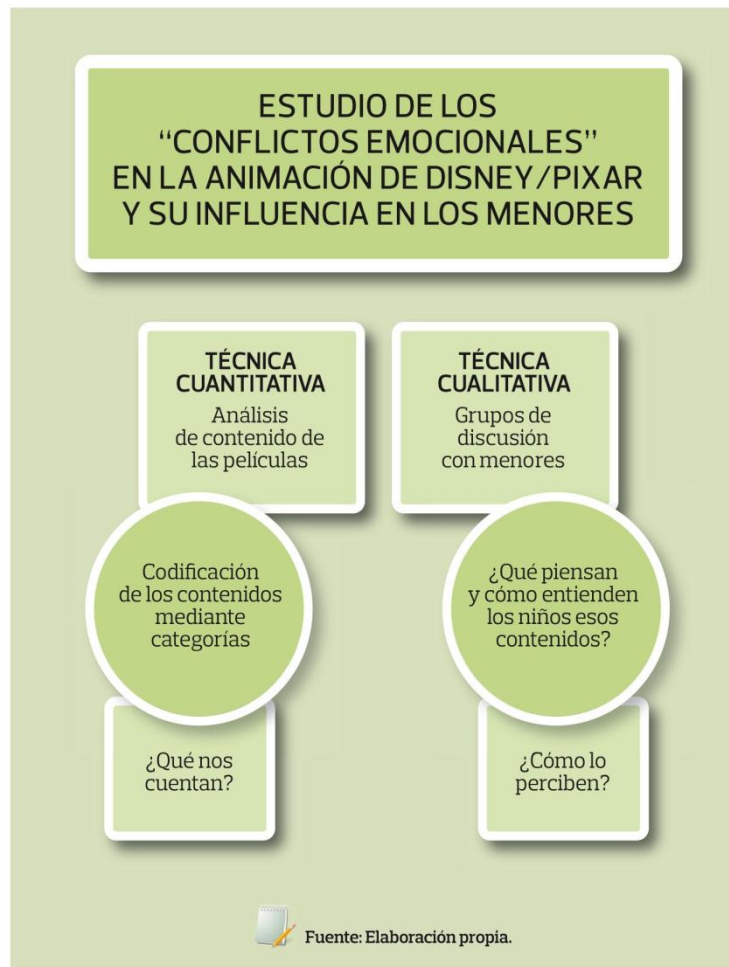 ESTUDIO DE LOS
“CONFLICTOS EMOCIONALES”
EN LA ANIMACIÓN DE DISNEY/PIXAR
Y SU INFLUENCIA EN LOS MENORES
TÉCNICA
CUANTITATIVA
Análisis
de contenido de
las películas
Codificación
de los contenidos
mediante
categorías
¿Qué nos
cuentan?
TÉCNICA
CUALITATIVA
Grupos de
discusión
con menores
¿Qué piensan
y cómo entienden
los niños esos
contenidos?
¿Cómo lo
perciben?
Fuente: Elaboración propia.